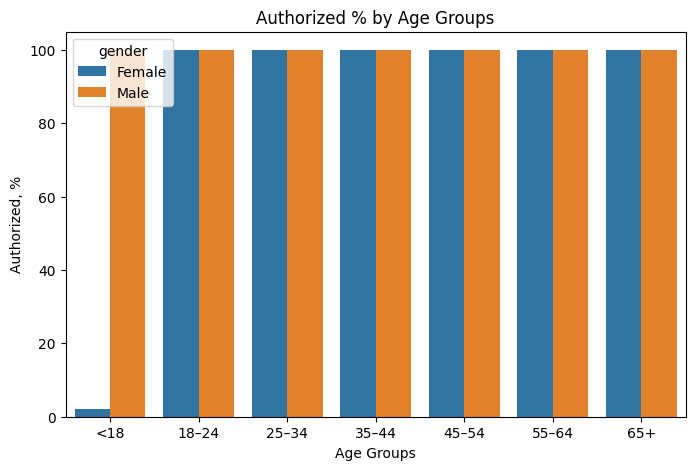 Authorized % by Age Groups
gender
Female
Male
100
80
60
40
20
0
Authorized, %
<18 18–24 25–34 35–44 45–54 55–64 65+
Age Groups